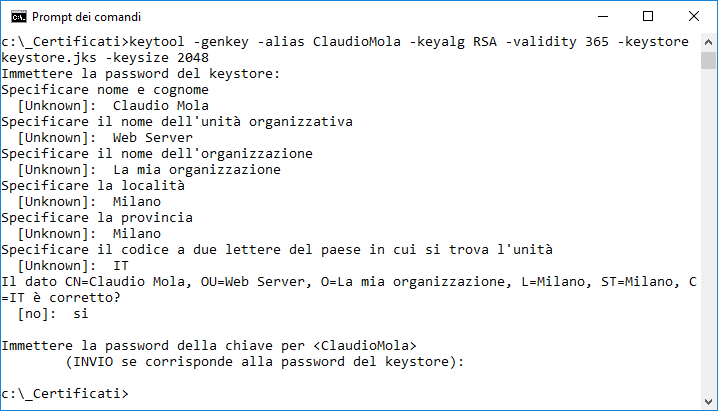 Prompt dei comandi
c:\_Certificati>keytool -genkey -alias ClaudioMola -keyalg RSA -validity 365 -keystore
keystore.jks -keysize 2048
Immettere la password del keystore:
Specificare nome e cognome
  [Unknown]:  Claudio Mola
Specificare il nome dell'unità organizzativa
  [Unknown]:  Web Server
Specificare il nome dell'organizzazione
  [Unknown]:  La mia organizzazione
Specificare la località
  [Unknown]:  Milano
Specificare la provincia
  [Unknown]:  Milano
Specificare il codice a due lettere del paese in cui si trova l'unità
  [Unknown]:  IT
Il dato CN=Claudio Mola, OU=Web Server, O=La mia organizzazione, L=Milano, ST=Milano, C
=IT è corretto?
  [no]:  si
Immettere la password della chiave per <ClaudioMola>
        (INVIO se corrisponde alla password del keystore):
c:\_Certificati>